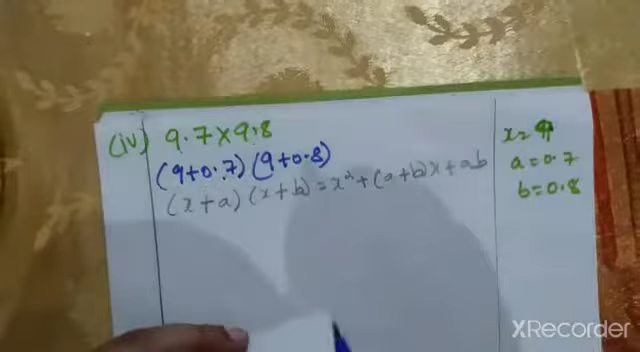 (iv) 9.7×9.8
(9+0.7)(9+0.8)
(x+a)(x+b)=x²+(a+b)x+ab
x=9
a=0.7
b=0.8
XRecorder